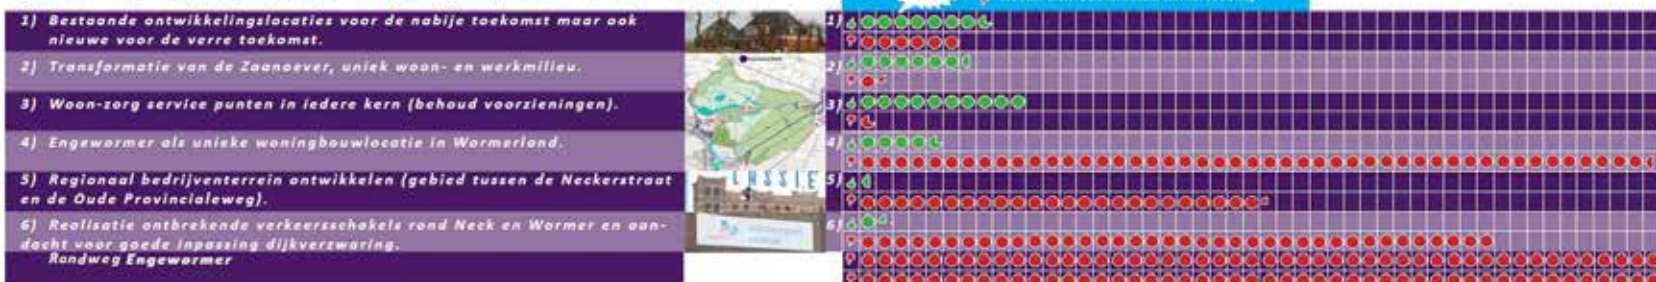 1) Bestaande ontwikkelingslocaties voor de nabije toekomst maar ook
nieuwe voor de verre toekomst.
2) Transformatie van de Zaanoever, uniek woon- en werkmilieu.
3) Woon-zorg service punten in iedere kern (behoud voorzieningen).
4) Engewormer als unieke woningbouwlocatie in Wormerland.
5) Regionaal bedrijventerrein ontwikkelen (gebied tussen de Neckerstraat
en de Oude Provincialeweg).
6) Realisatie ontbrekende verkeersschakels rond Neck en Wormer en aan-
dacht voor goede inpassing dijkverzwaring.
Randweg Engewormer
LASSIE
1)
2)
3)
4)
5)
6)